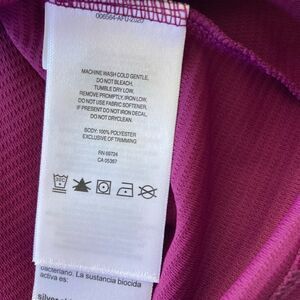 MACHINE WASH COLD GENTLE,
DO NOT BLEACH,
TUMBLE DRY LOW,
REMOVE PROMPTLY, IRON LOW,
DO NOT USE FABRIC SOFTENER,
IF PRESENT DO NOT IRON DECAL,
DO NOT DRYCLEAN.
BODY: 100% POLYESTER
EXCLUSIVE OF TRIMMING
RN 69724
CA 05367
bacteriano. La sustancia biocida
activa es: